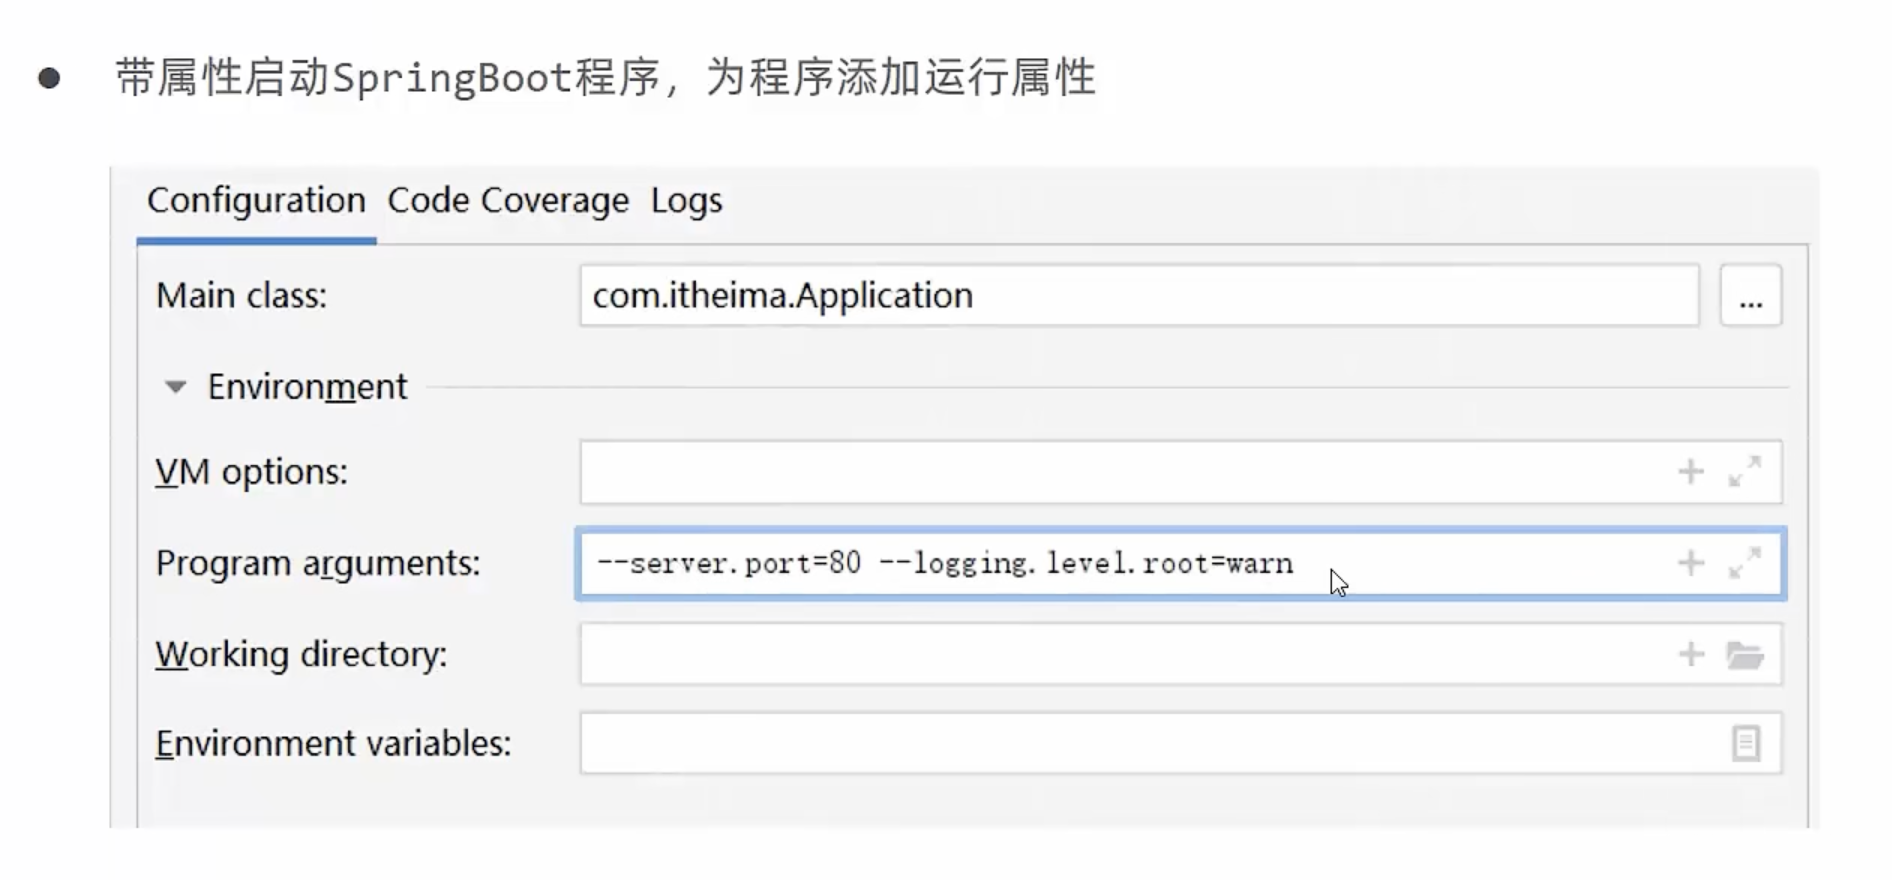 ● 带属性启动SpringBoot程序，为程序添加运行属性
Configuration Code Coverage Logs
Main class: com.itheima.Application ...
Environment
VM options:
Program arguments: --server.port=80 --logging.level.root=warn
Working directory:
Environment variables: